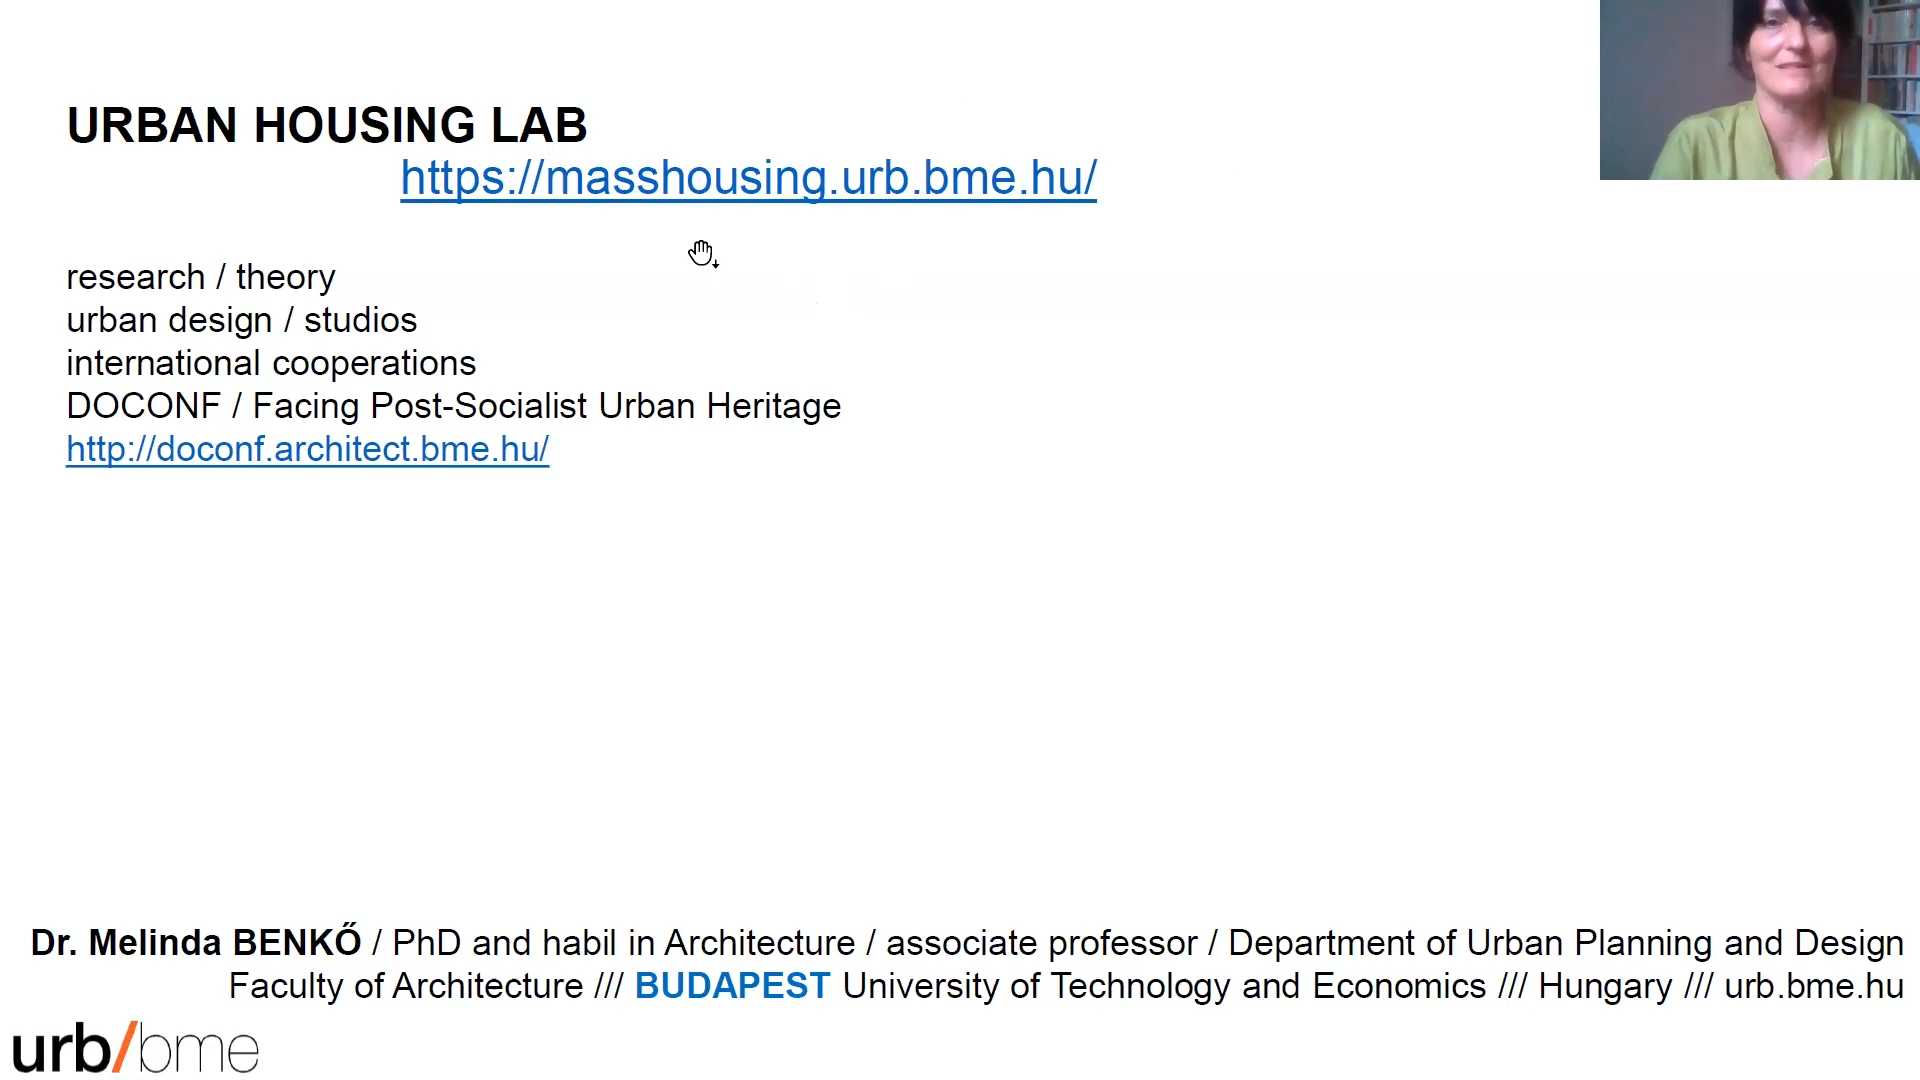 URBAN HOUSING LAB
https://masshousing.urb.bme.hu/
research / theory
urban design / studios
international cooperations
DOCONF / Facing Post-Socialist Urban Heritage
http://doconf.architect.bme.hu/
Dr. Melinda BENKŐ / PhD and habil in Architecture / associate professor / Department of Urban Planning and Design
Faculty of Architecture /// BUDAPEST University of Technology and Economics /// Hungary /// urb.bme.hu
urb/bme